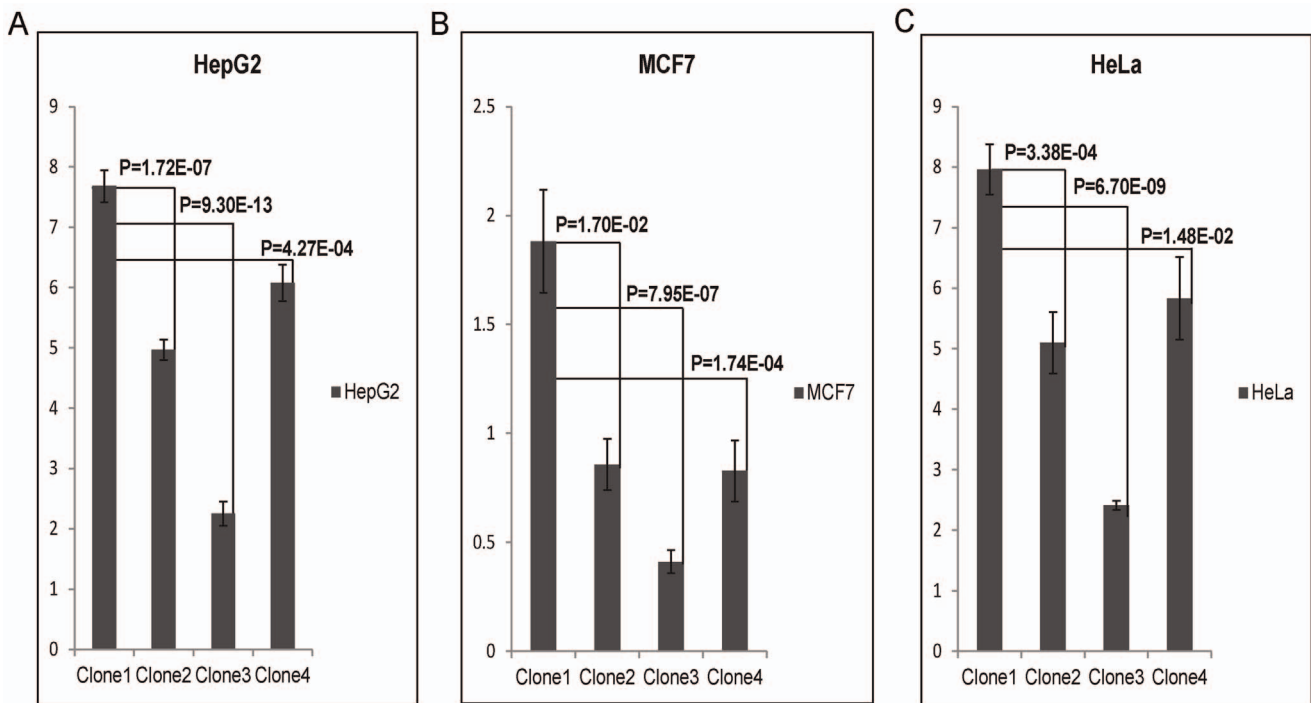 A
HepG2
9
8
7
6
5
4
3
2
1
0
P=1.72E-07
P=9.30E-13
P=4.27E-04
HepG2
Clone1 Clone2 Clone3 Clone4
B
MCF7
2.5
2
1.5
1
0.5
0
P=1.70E-02
P=7.95E-07
P=1.74E-04
MCF7
Clone1 Clone2 Clone3 Clone4
C
HeLa
9
8
7
6
5
4
3
2
1
0
P=3.38E-04
P=6.70E-09
P=1.48E-02
HeLa
Clone1 Clone2 Clone3 Clone4